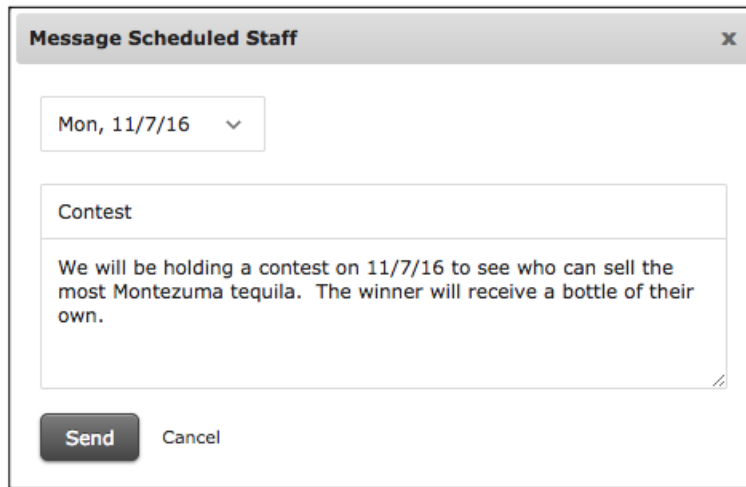 Message Scheduled Staff x
Mon, 11/7/16
Contest
We will be holding a contest on 11/7/16 to see who can sell the
most Montezuma tequila.  The winner will receive a bottle of their
own.
Send Cancel